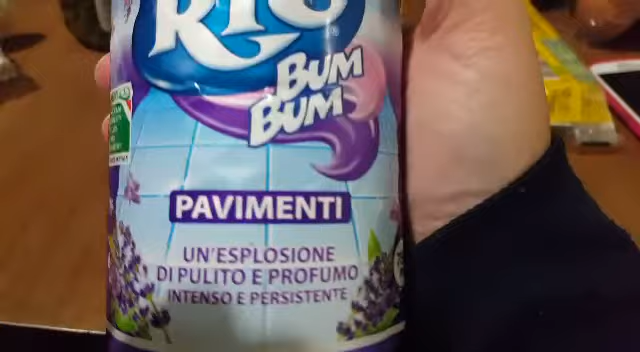 RIO
BUM
BUM
PAVIMENTI
UN'ESPLOSIONE
DI PULITO E PROFUMO
INTENSO E PERSISTENTE